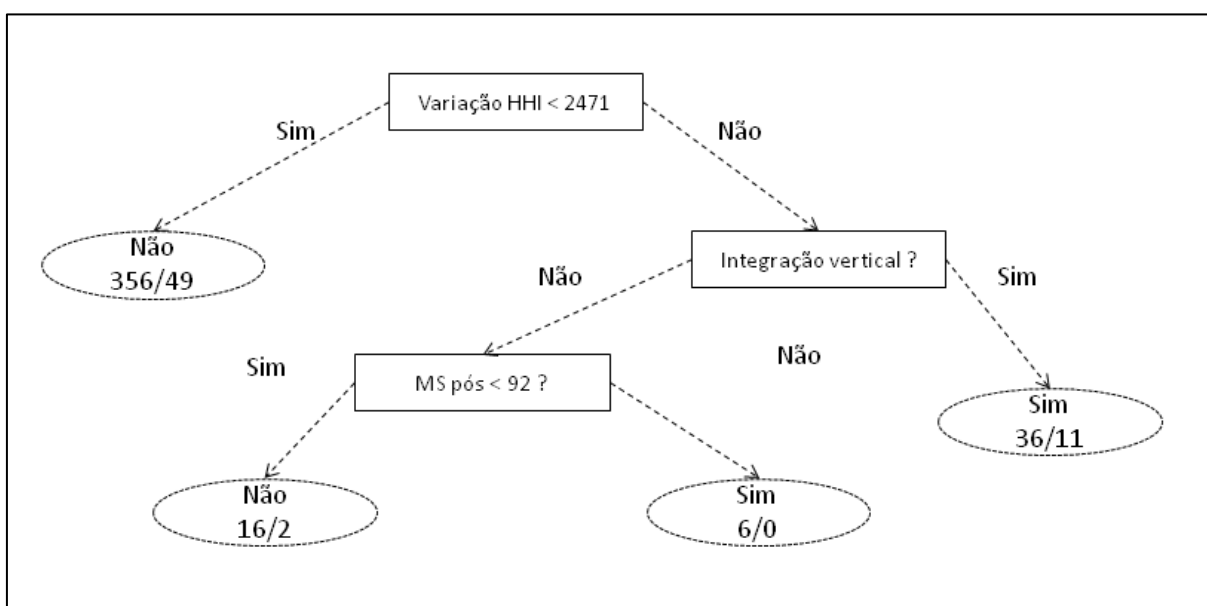 Variação HHI < 2471
Sim
Não
Não
356/49
Integração vertical ?
Não
Sim
Sim
MS pós < 92 ?
Não
Sim
36/11
Não
16/2
Sim
6/0